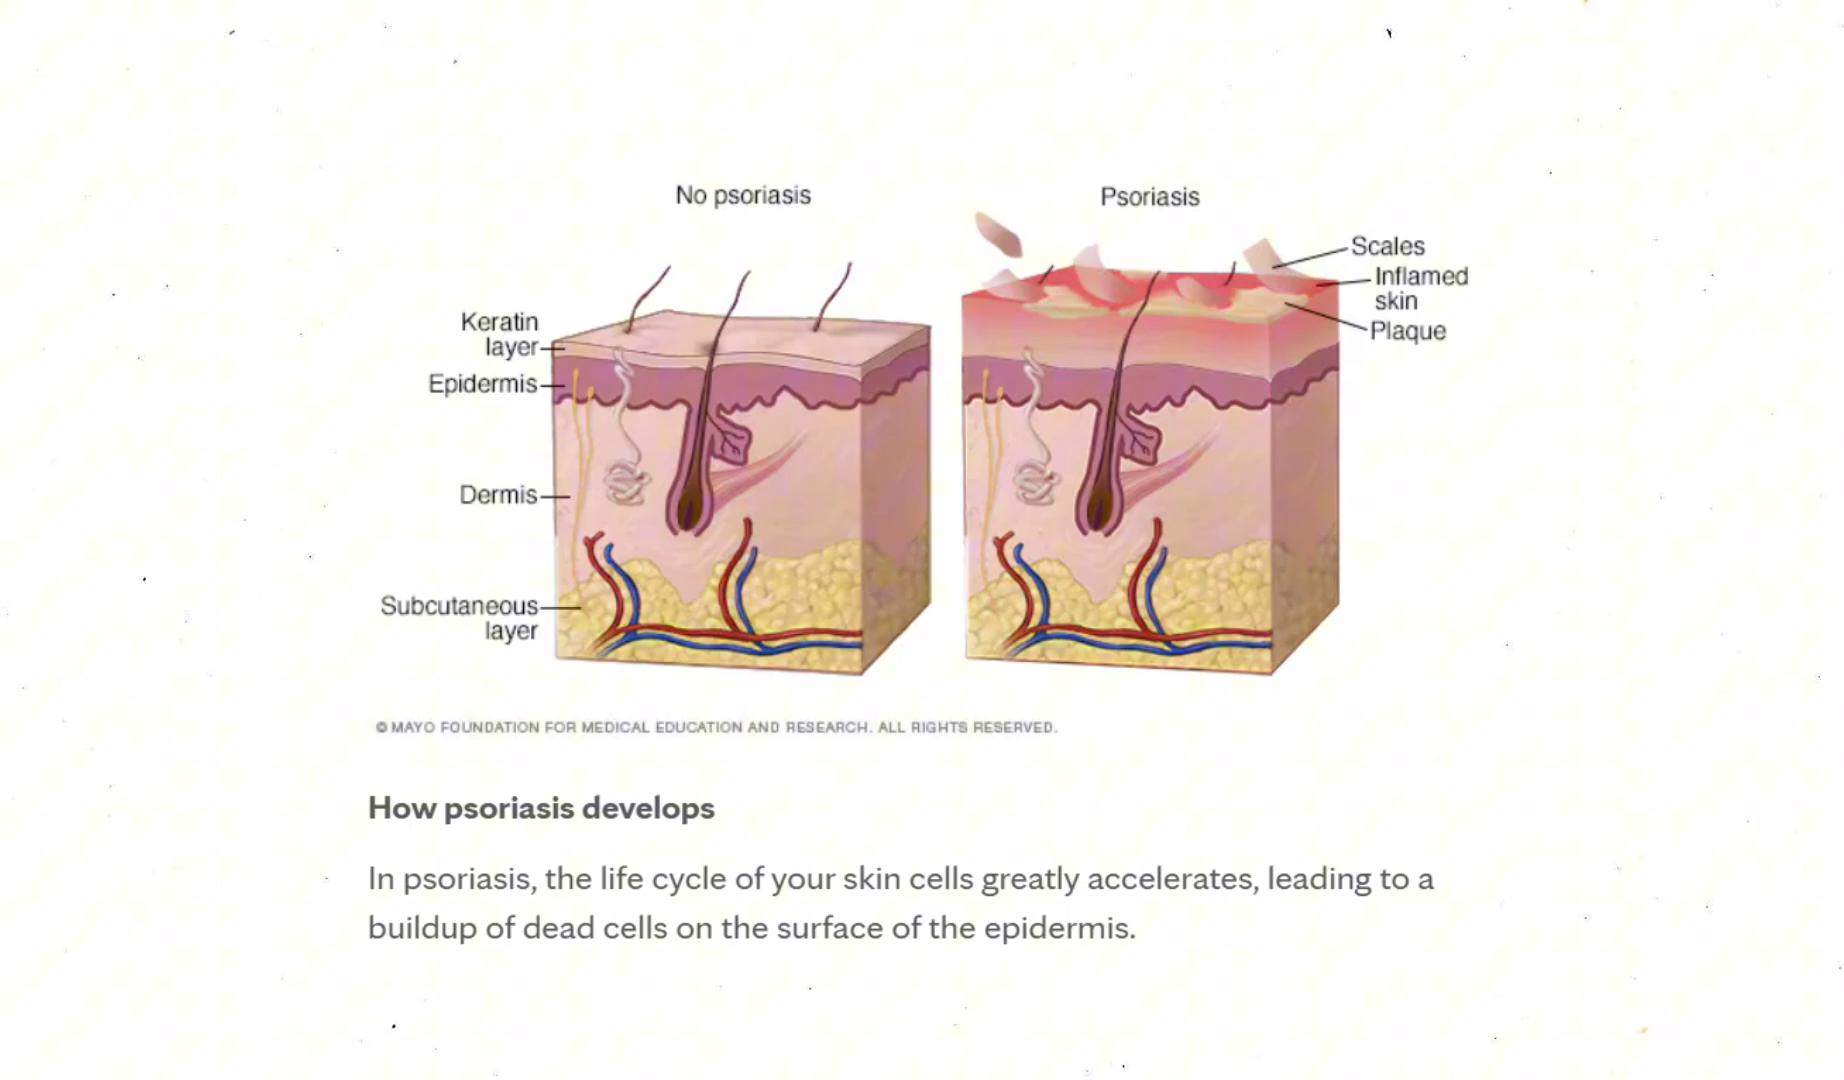 No psoriasis
Psoriasis
Keratin
layer
Epidermis
Dermis
Subcutaneous
layer
Scales
Inflamed
skin
Plaque
© MAYO FOUNDATION FOR MEDICAL EDUCATION AND RESEARCH. ALL RIGHTS RESERVED.
How psoriasis develops
In psoriasis, the life cycle of your skin cells greatly accelerates, leading to a
buildup of dead cells on the surface of the epidermis.